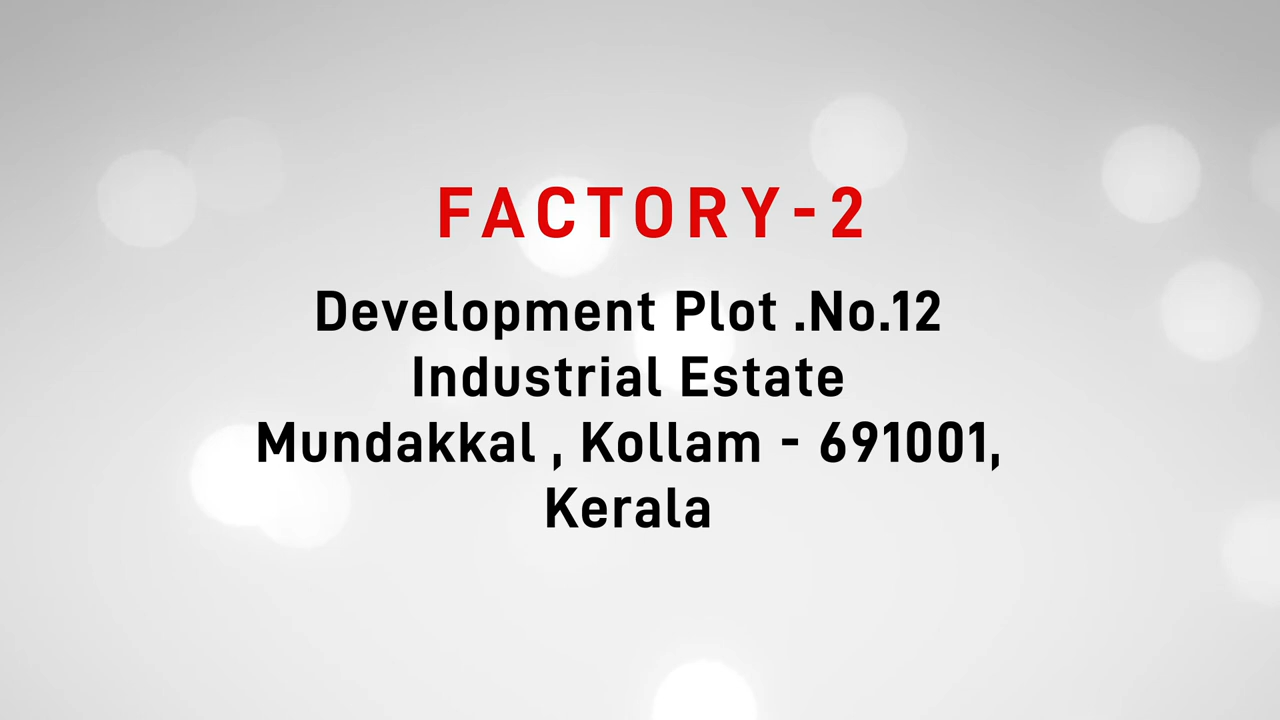 FACTORY-2
Development Plot .No.12
Industrial Estate
Mundakkal , Kollam - 691001,
Kerala